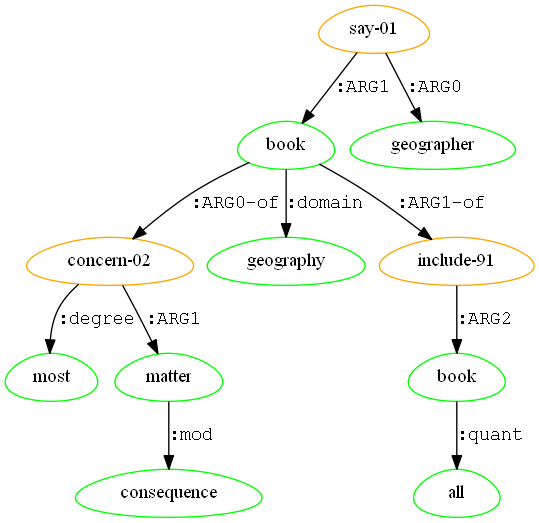 say-01
:ARG1 :ARG0
book geographer
:ARG0-of :domain :ARG1-of
concern-02 geography include-91
:degree :ARG1 :ARG2
most matter book
:mod :quant
consequence all